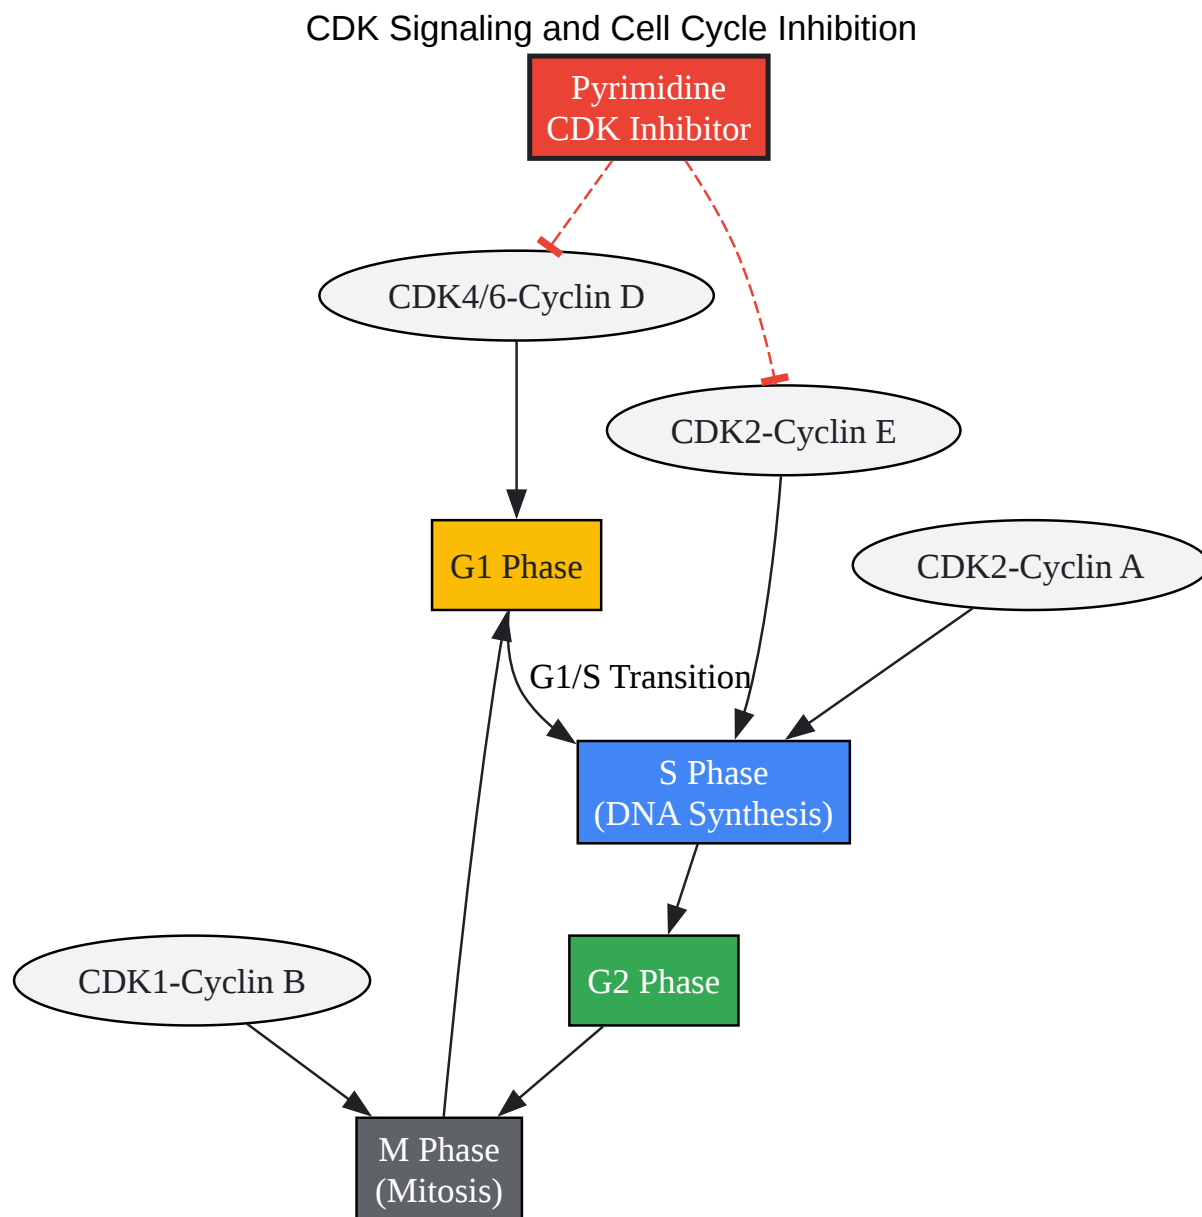 CDK Signaling and Cell Cycle Inhibition
Pyrimidine
CDK Inhibitor
CDK4/6-Cyclin D
CDK2-Cyclin E
G1 Phase
CDK2-Cyclin A
G1/S Transition
S Phase
(DNA Synthesis)
CDK1-Cyclin B
G2 Phase
M Phase
(Mitosis)